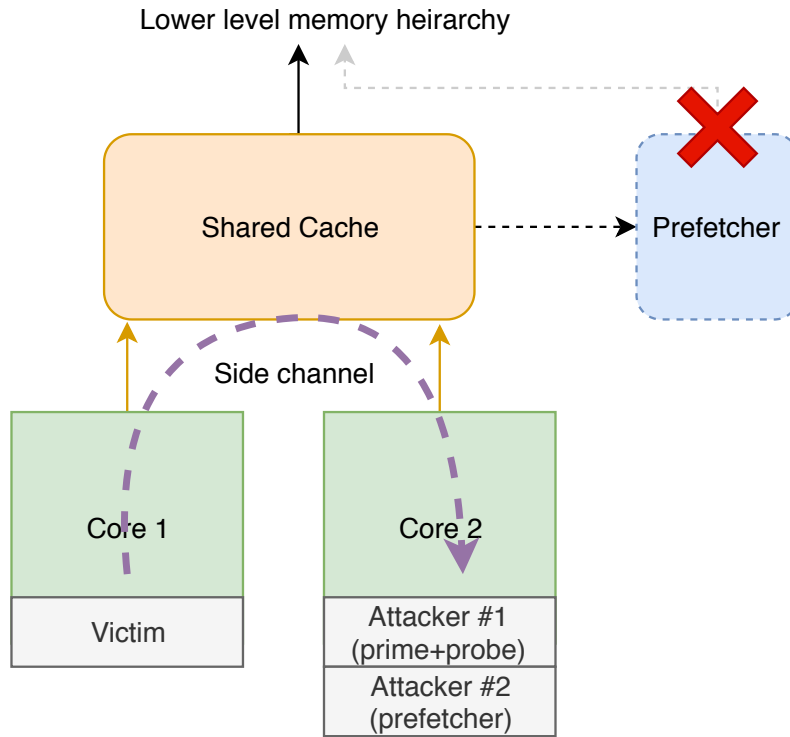 Lower level memory heirarchy
Shared Cache
Prefetcher
Side channel
Core 1
Core 2
Victim
Attacker #1
(prime+probe)
Attacker #2
(prefetcher)